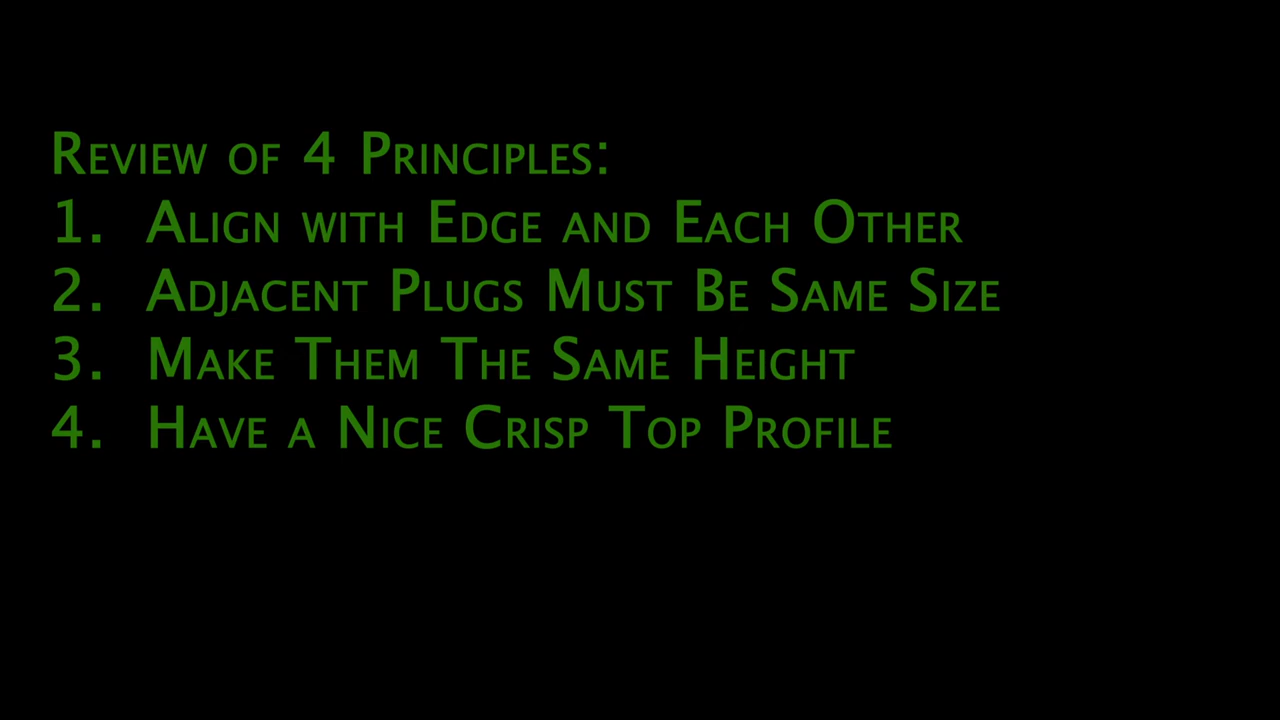 Review of 4 Principles:
1. Align with Edge and Each Other
2. Adjacent Plugs Must Be Same Size
3. Make Them The Same Height
4. Have a Nice Crisp Top Profile